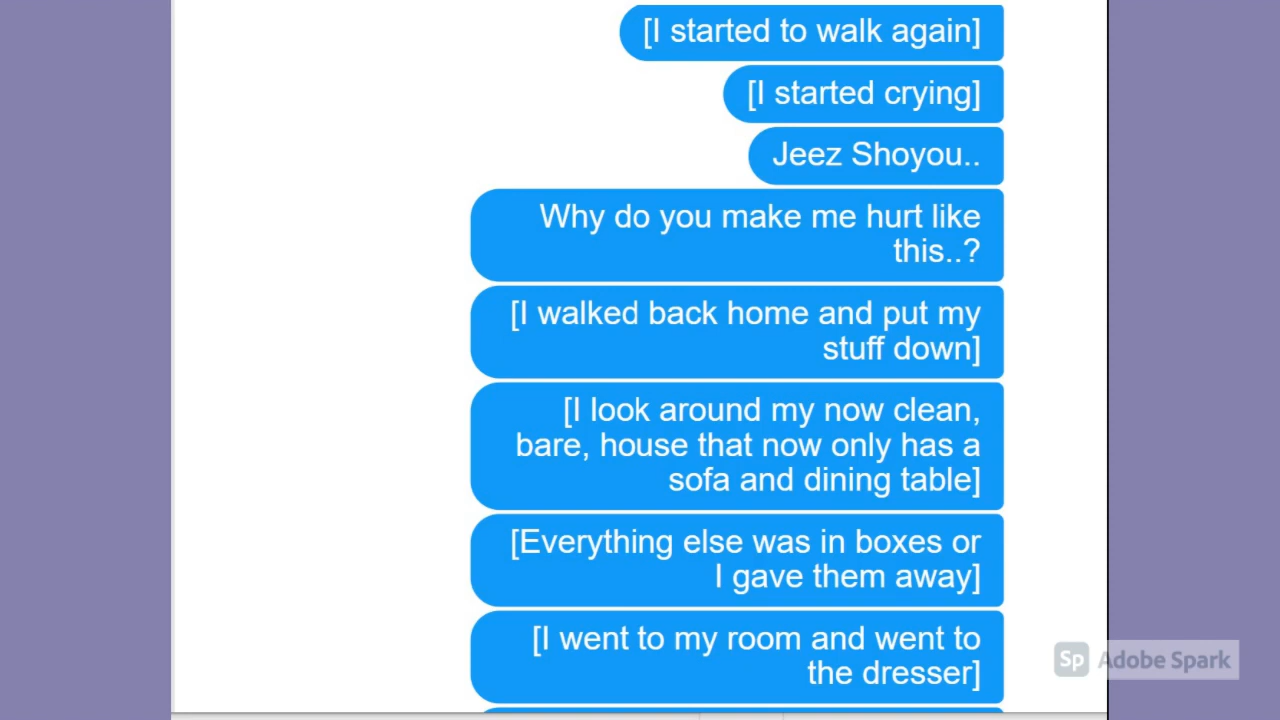 [I started to walk again]
[I started crying]
Jeez Shoyou..
Why do you make me hurt like
this..?
[I walked back home and put my
stuff down]
[I look around my now clean,
bare, house that now only has a
sofa and dining table]
[Everything else was in boxes or
I gave them away]
[I went to my room and went to
the dresser]
Sp Adobe Spark